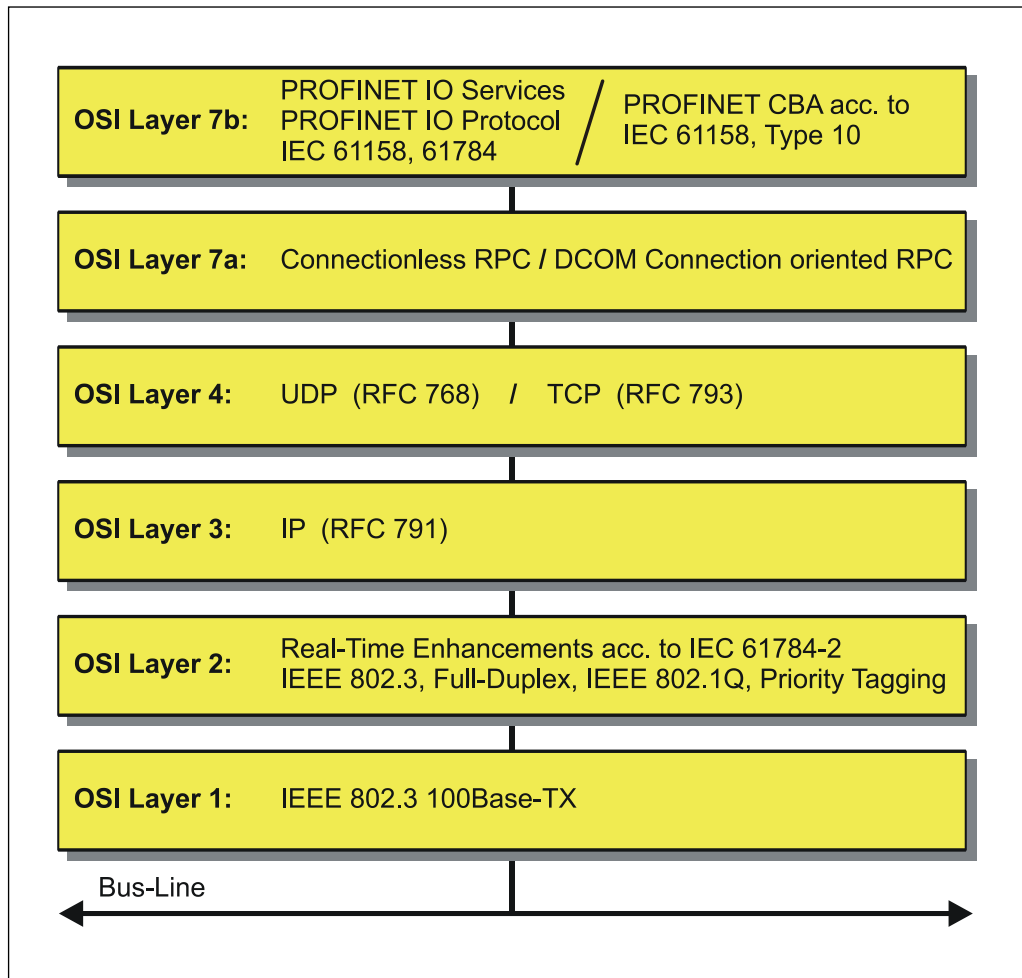 OSI Layer 7b:
PROFINET IO Services
PROFINET IO Protocol
IEC 61158, 61784
/
PROFINET CBA acc. to
IEC 61158, Type 10
OSI Layer 7a: Connectionless RPC / DCOM Connection oriented RPC
OSI Layer 4: UDP (RFC 768) / TCP (RFC 793)
OSI Layer 3: IP (RFC 791)
OSI Layer 2:
Real-Time Enhancements acc. to IEC 61784-2
IEEE 802.3, Full-Duplex, IEEE 802.1Q, Priority Tagging
OSI Layer 1: IEEE 802.3 100Base-TX
Bus-Line